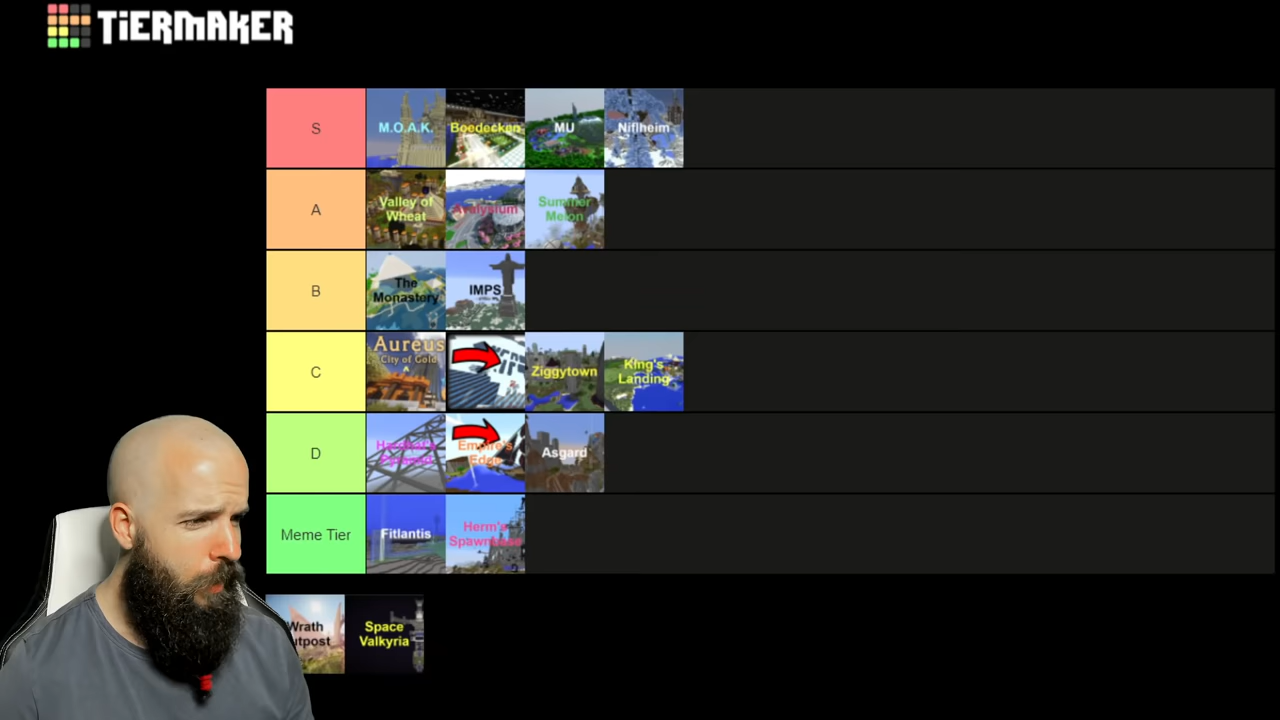 TiERMAKER
S
M.O.A.K.
Boedecken
MU
Niflheim
A
Valley of
Wheat
Avalysium
Summer
Melon
B
The
Monastery
IMPS
C
Aureus
City of Gold
Ziggytown
King's
Landing
D
Empire's
Edge
Asgard
Meme Tier
Fitlantis
Herm's
Wrath
Space
Valkyria